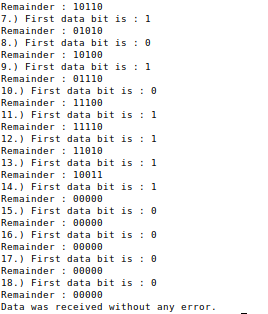 Remainder : 10110
7.) First data bit is : 1
Remainder : 01010
8.) First data bit is : 0
Remainder : 10100
9.) First data bit is : 1
Remainder : 01110
10.) First data bit is : 0
Remainder : 11100
11.) First data bit is : 1
Remainder : 11110
12.) First data bit is : 1
Remainder : 11010
13.) First data bit is : 1
Remainder : 10011
14.) First data bit is : 1
Remainder : 00000
15.) First data bit is : 0
Remainder : 00000
16.) First data bit is : 0
Remainder : 00000
17.) First data bit is : 0
Remainder : 00000
18.) First data bit is : 0
Remainder : 00000
Data was received without any error.